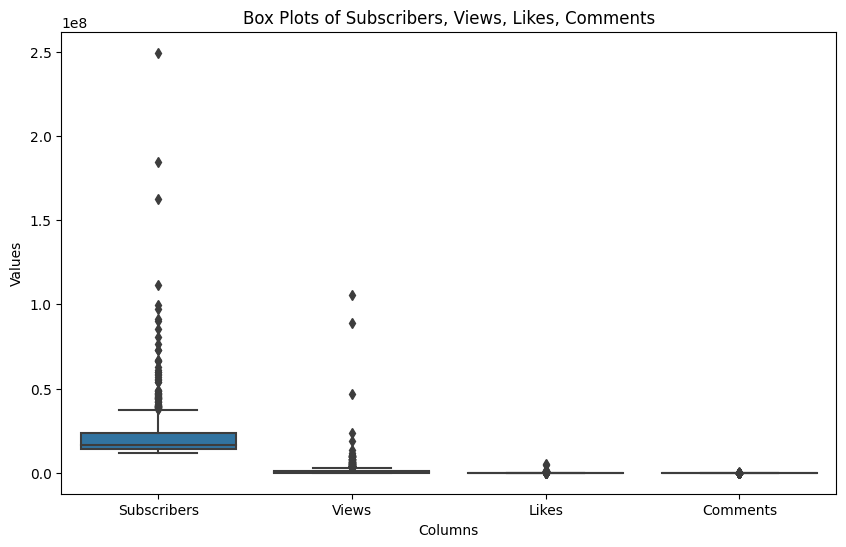 Box Plots of Subscribers, Views, Likes, Comments
1e8
2.5
2.0
1.5
1.0
0.5
0.0
Values
Subscribers
Views
Likes
Comments
Columns